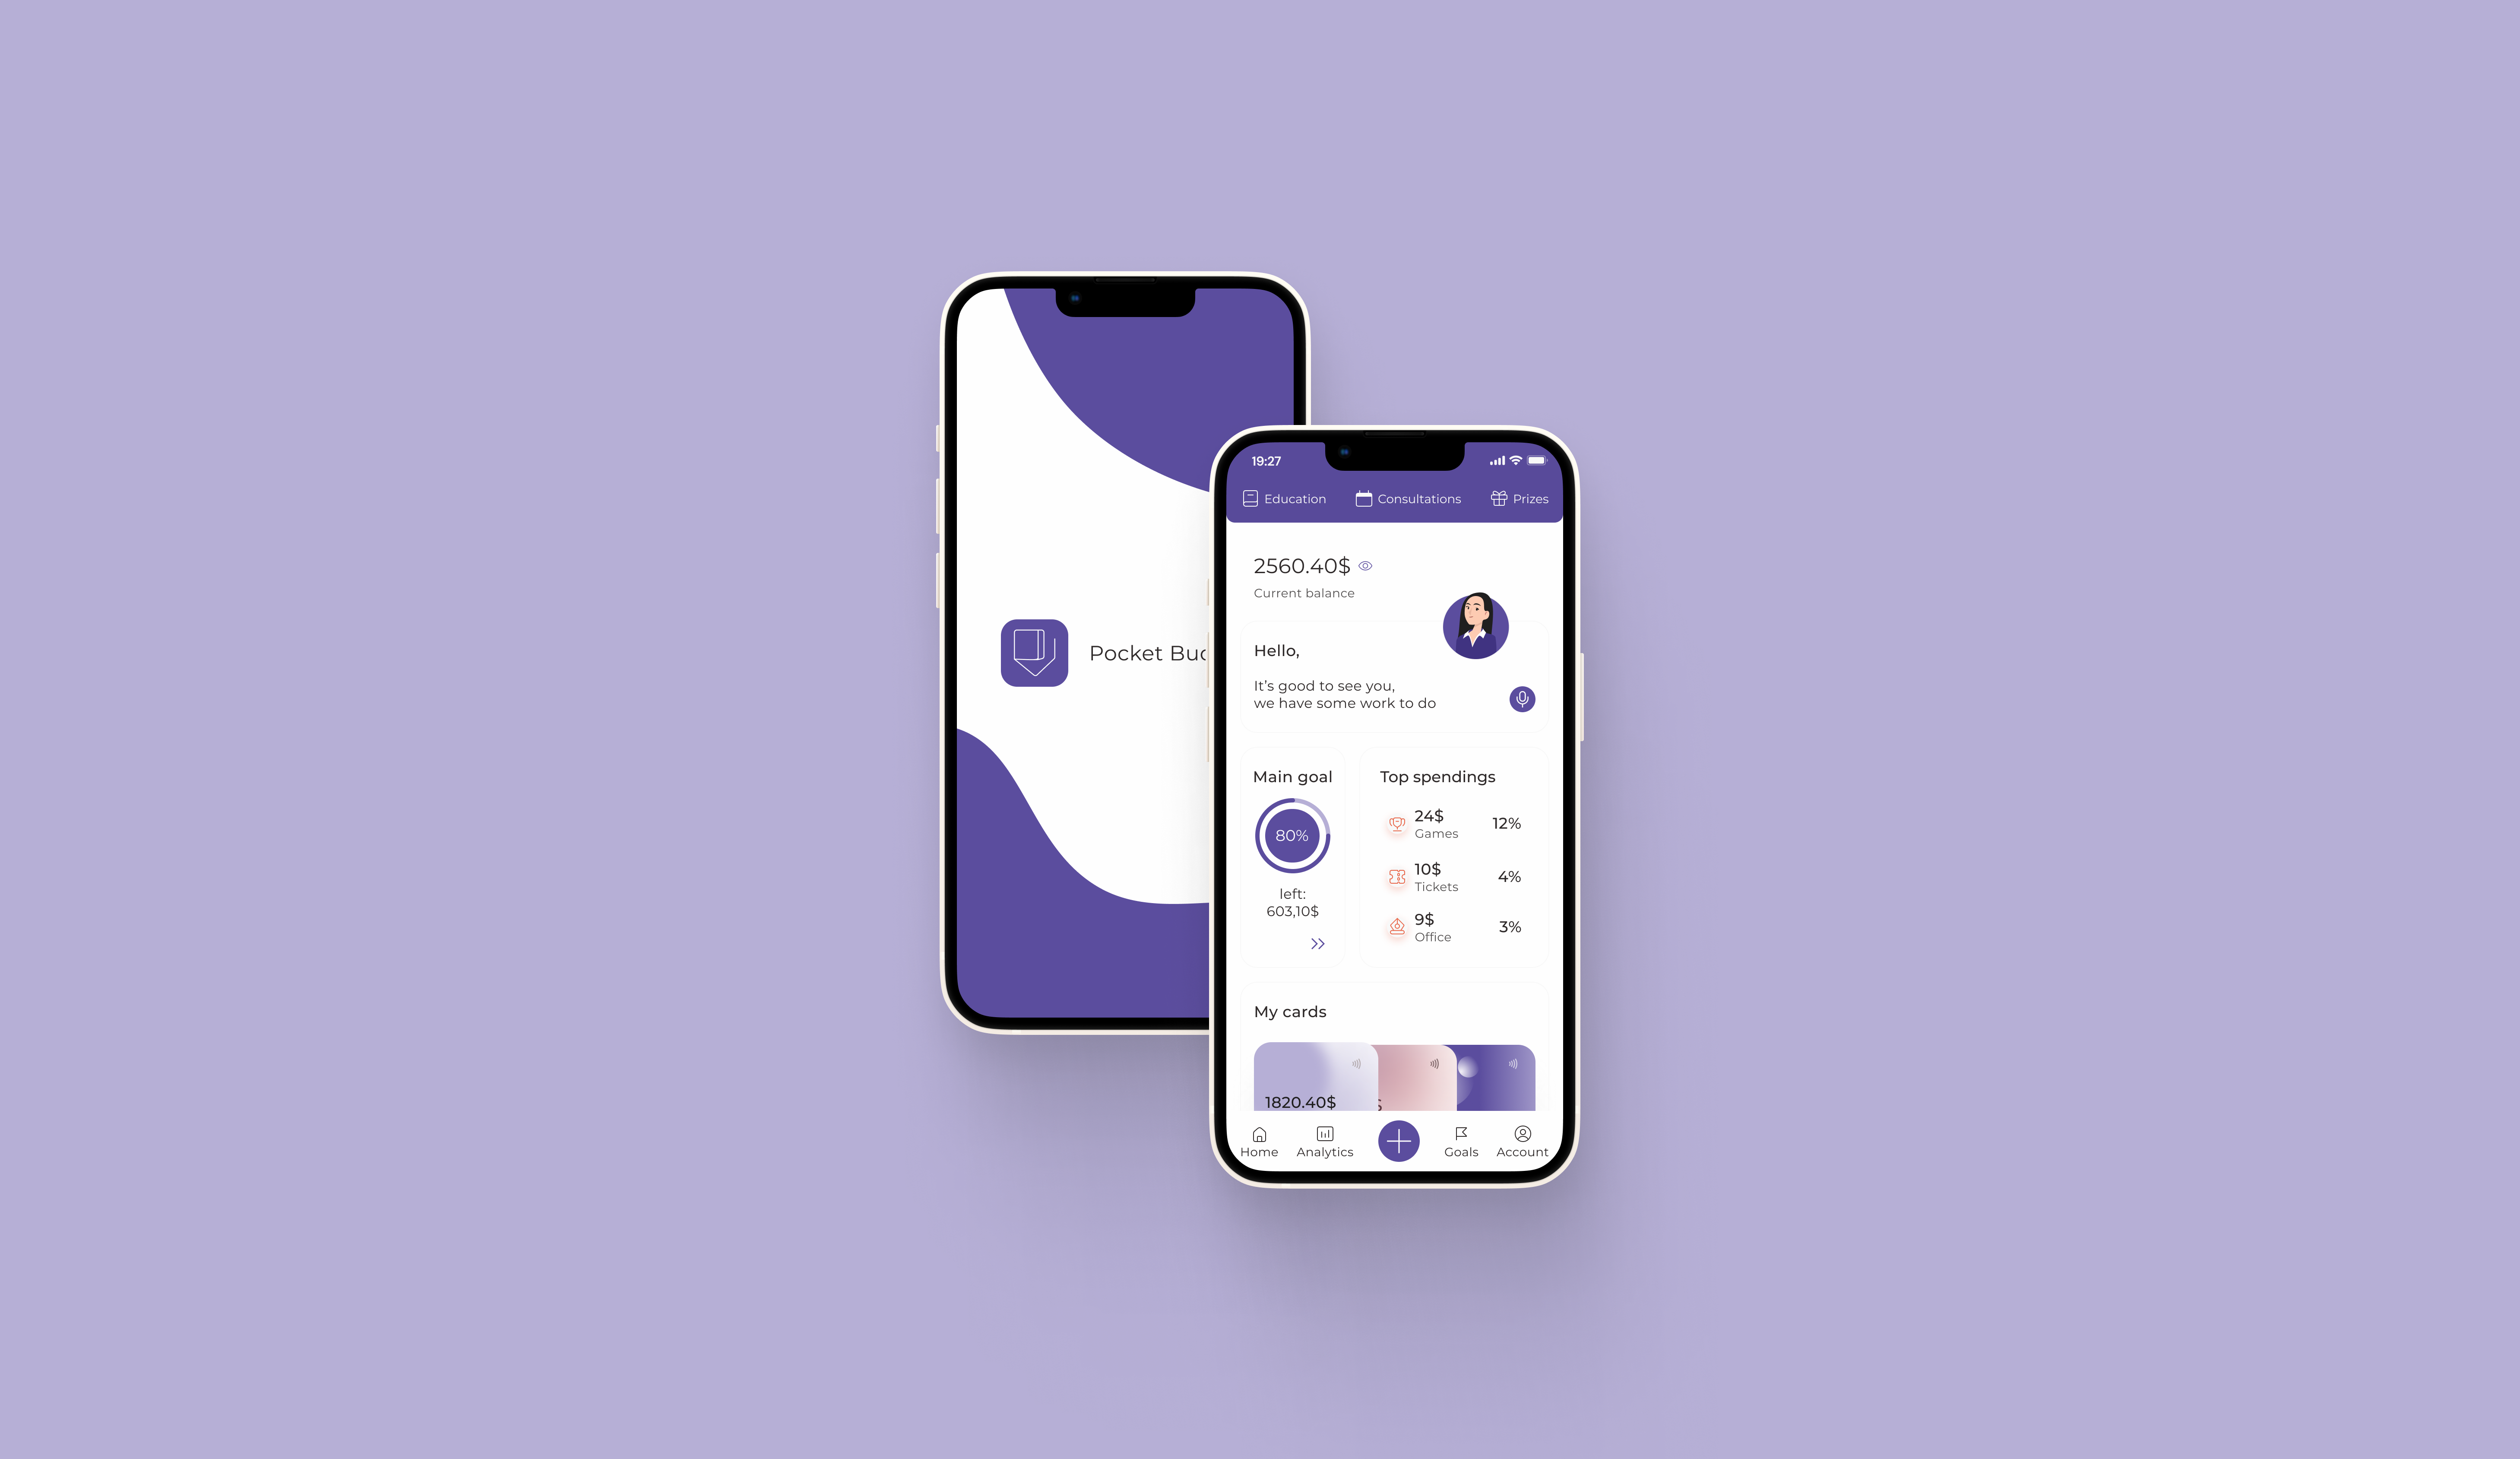 Pocket
19:27
Education Consultations Prizes
2560.40$
Current balance
Hello,
It's good to see you,
we have some work to do
Main goal
80%
left:
603,10$
Top spendings
24$
Games
12%
10$
Tickets
4%
9$
Office
3%
My cards
1820.40$
$
Home Analytics Goals Account